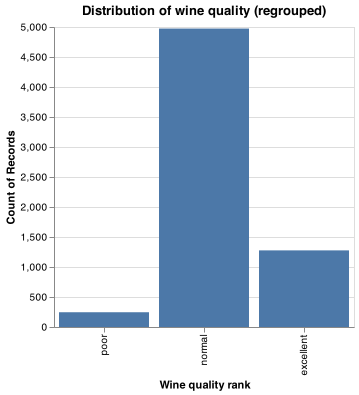 Distribution of wine quality (regrouped)
5,000
4,500
4,000
3,500
3,000
2,500
2,000
1,500
1,000
500
0
Count of Records
poor
normal
excellent
Wine quality rank